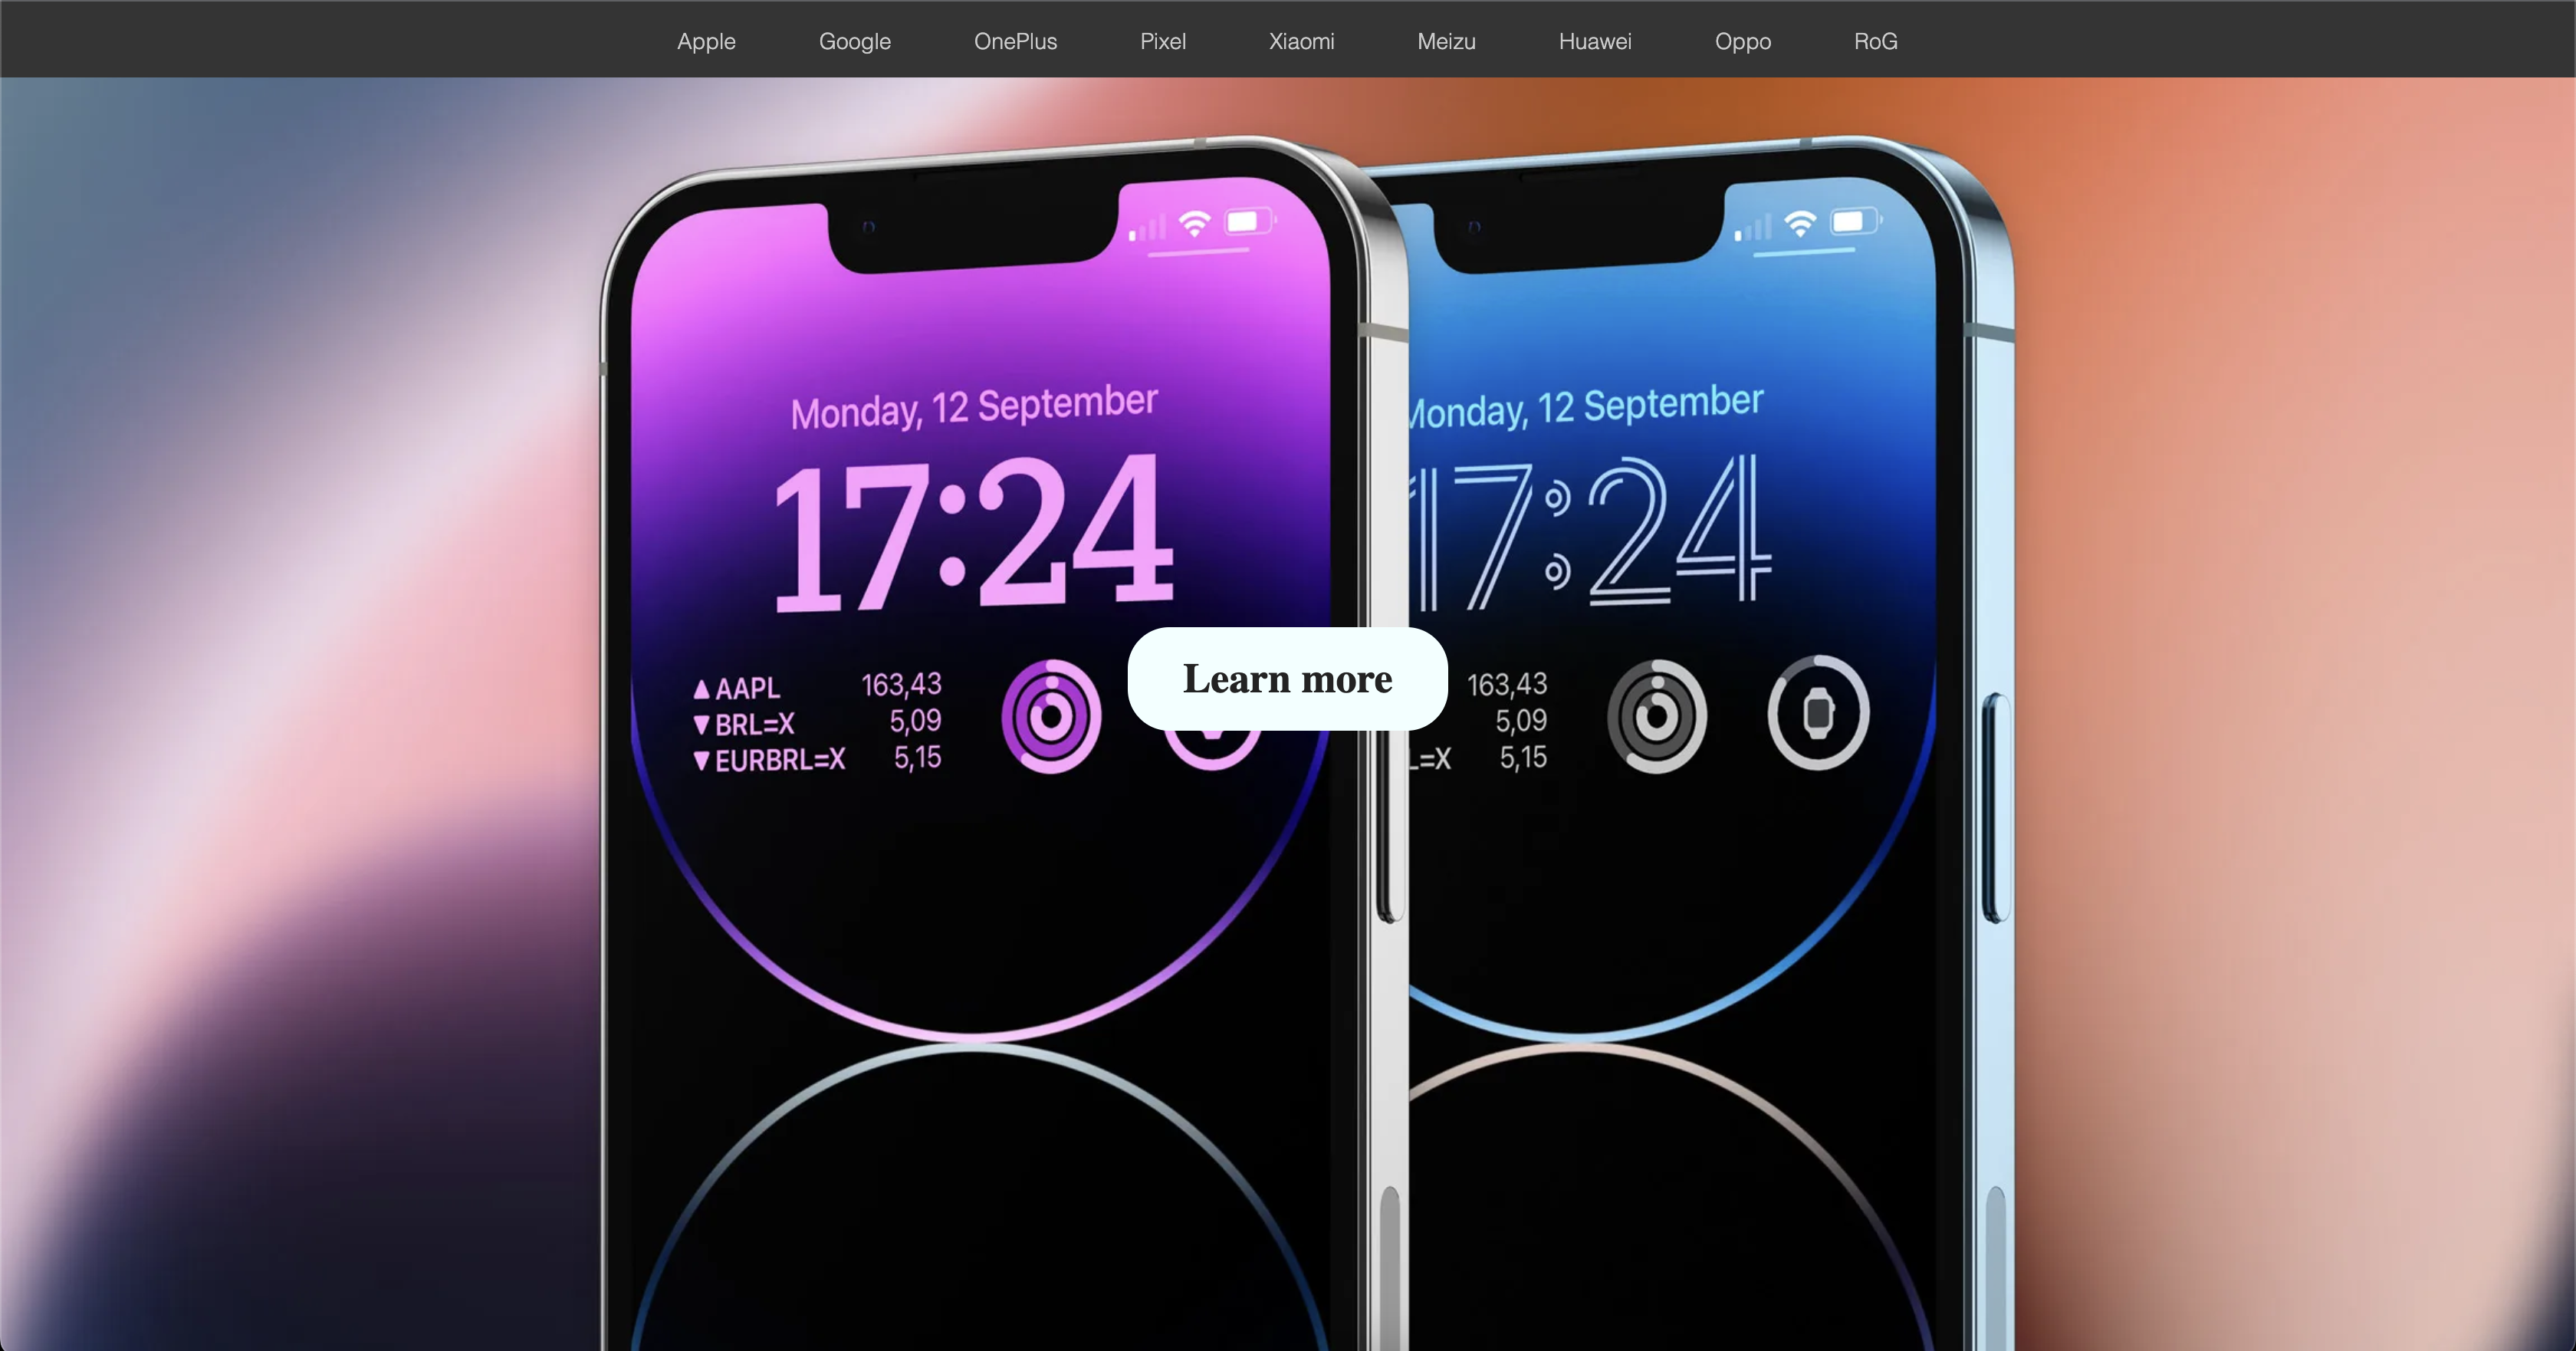 Apple Google OnePlus Pixel Xiaomi Meizu Huawei Oppo RoG
Monday, 12 September
17:24
AAPL 163,43
BRL=X 5,09
EURBRL=X 5,15
Monday, 12 September
17:24
163,43
5,09
L=X 5,15
Learn more